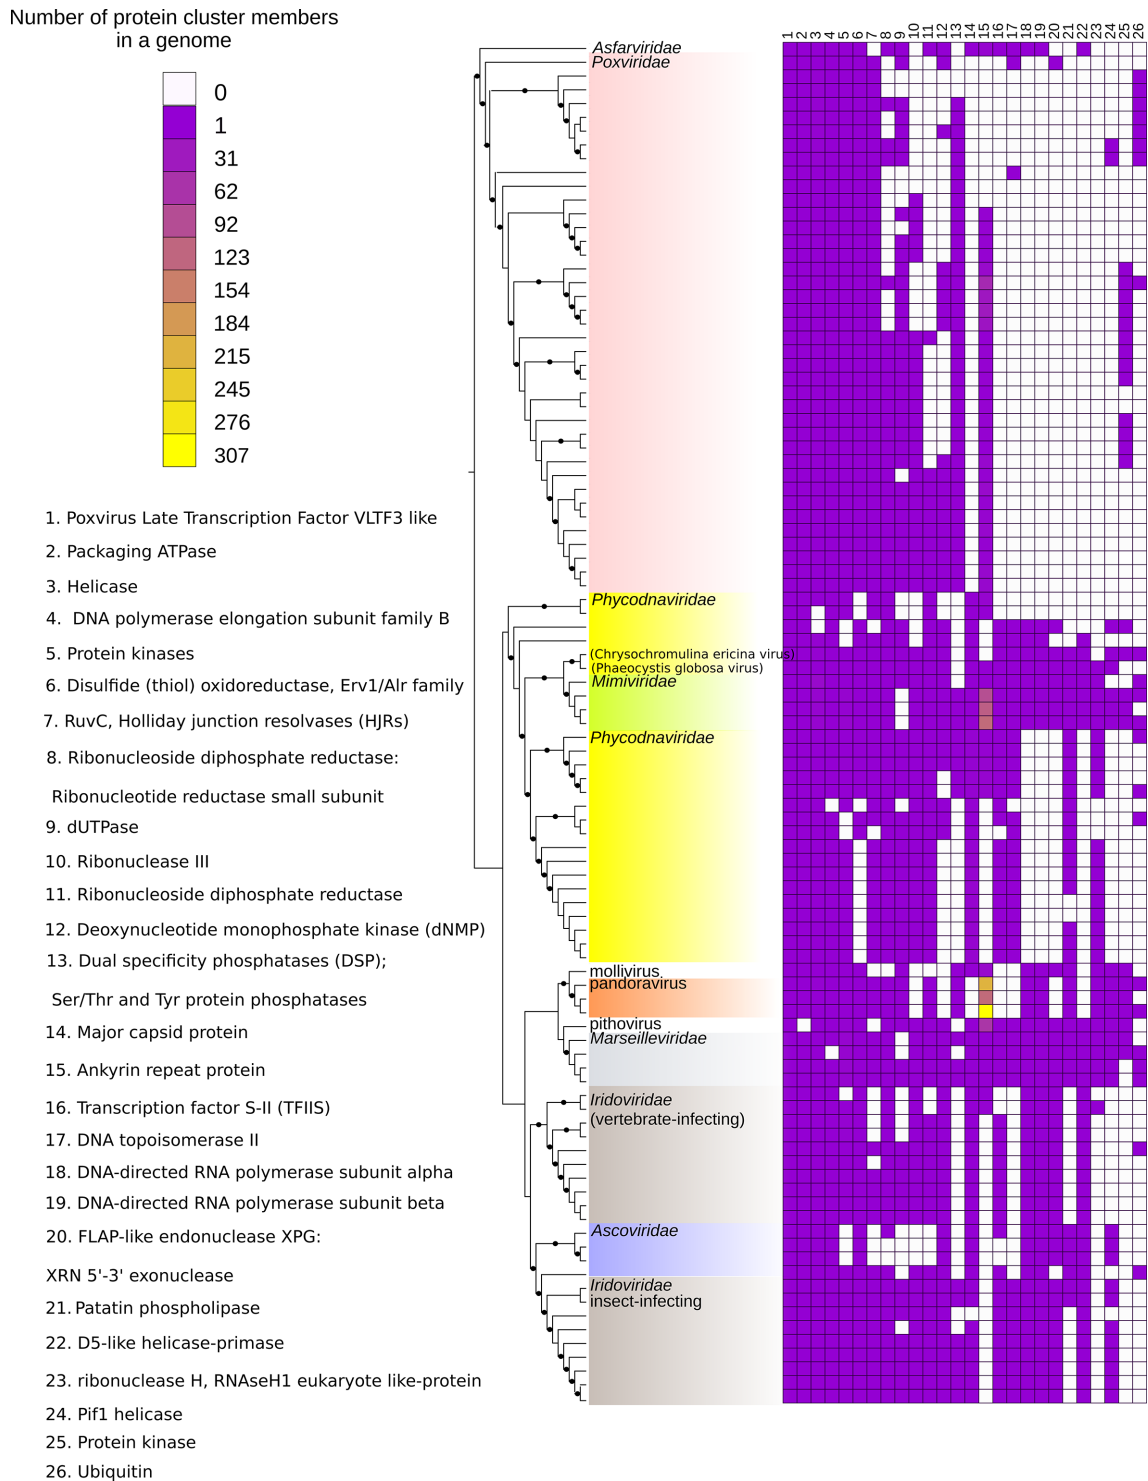 Number of protein cluster members
in a genome
0
1
31
62
92
123
154
184
215
245
276
307
1. Poxvirus Late Transcription Factor VLTF3 like
2. Packaging ATPase
3. Helicase
4. DNA polymerase elongation subunit family B
5. Protein kinases
6. Disulfide (thiol) oxidoreductase, Erv1/Alr family
7. RuvC, Holliday junction resolvases (HJRs)
8. Ribonucleoside diphosphate reductase:
Ribonucleotide reductase small subunit
9. dUTPase
10. Ribonuclease III
11. Ribonucleoside diphosphate reductase
12. Deoxynucleotide monophosphate kinase (dNMP)
13. Dual specificity phosphatases (DSP);
Ser/Thr and Tyr protein phosphatases
14. Major capsid protein
15. Ankyrin repeat protein
16. Transcription factor S-II (TFIIS)
17. DNA topoisomerase II
18. DNA-directed RNA polymerase subunit alpha
19. DNA-directed RNA polymerase subunit beta
20. FLAP-like endonuclease XPG:
XRN 5'-3' exonuclease
21. Patatin phospholipase
22. D5-like helicase-primase
23. ribonuclease H, RNAseH1 eukaryote like-protein
24. Pif1 helicase
25. Protein kinase
26. Ubiquitin
Asfarviridae
Poxviridae
Phycodnaviridae
(Chrysochromulina ericina virus)
(Phaeocystis globosa virus)
Mimiviridae
Phycodnaviridae
mollivirus
pandoravirus
pithovirus
Marseilleviridae
Iridoviridae
(vertebrate-infecting)
Ascoviridae
Iridoviridae
insect-infecting
1 2 3 4 5 6 7 8 9 10 11 12 13 14 15 16 17 18 19 20 21 22 23 24 25 26